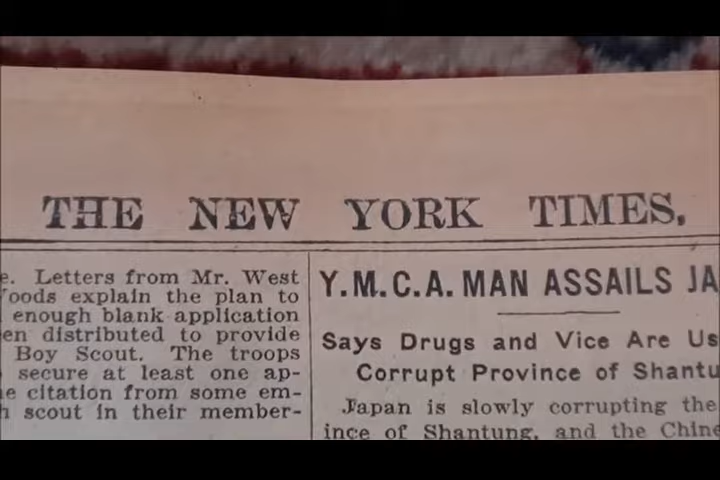 THE NEW YORK TIMES,
e. Letters from Mr. West
oods explain the plan to
enough blank application
en distributed to provide
Boy Scout. The troops
secure at least one ap-
e citation from some em-
h scout in their member-
Y.M.C.A. MAN ASSAILS JA
Says Drugs and Vice Are Us
Corrupt Province of Shantu
Japan is slowly corrupting the
ince of Shantung, and the Chine